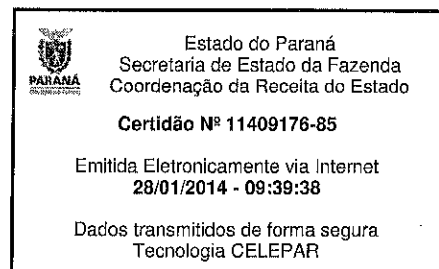 PARANÁ
Estado do Paraná
Secretaria de Estado da Fazenda
Coordenação da Receita do Estado
Certidão Nº 11409176-85
Emitida Eletronicamente via Internet
28/01/2014 - 09:39:38
Dados transmitidos de forma segura
Tecnologia CELEPAR